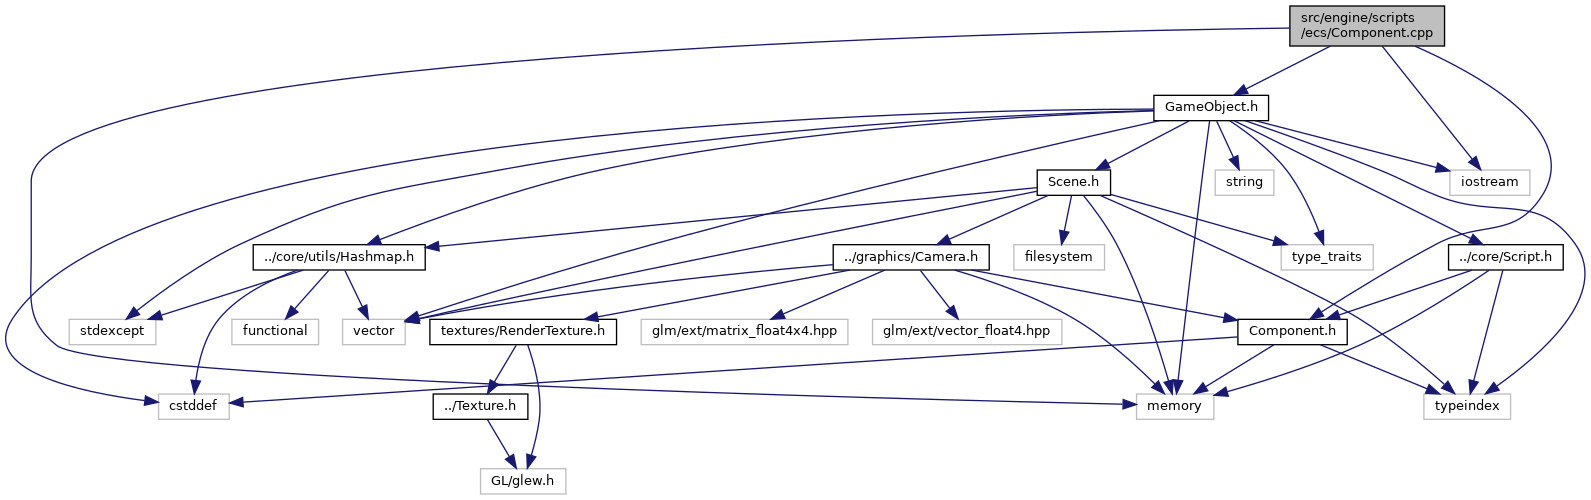 src/engine/scripts
/ecs/Component.cpp
GameObject.h
Scene.h
string
iostream
../core/utils/Hashmap.h
../graphics/Camera.h
filesystem
type_traits
../core/Script.h
stdexcept
functional
vector
textures/RenderTexture.h
glm/ext/matrix_float4x4.hpp
glm/ext/vector_float4.hpp
Component.h
cstddef
../Texture.h
memory
typeindex
GL/glew.h